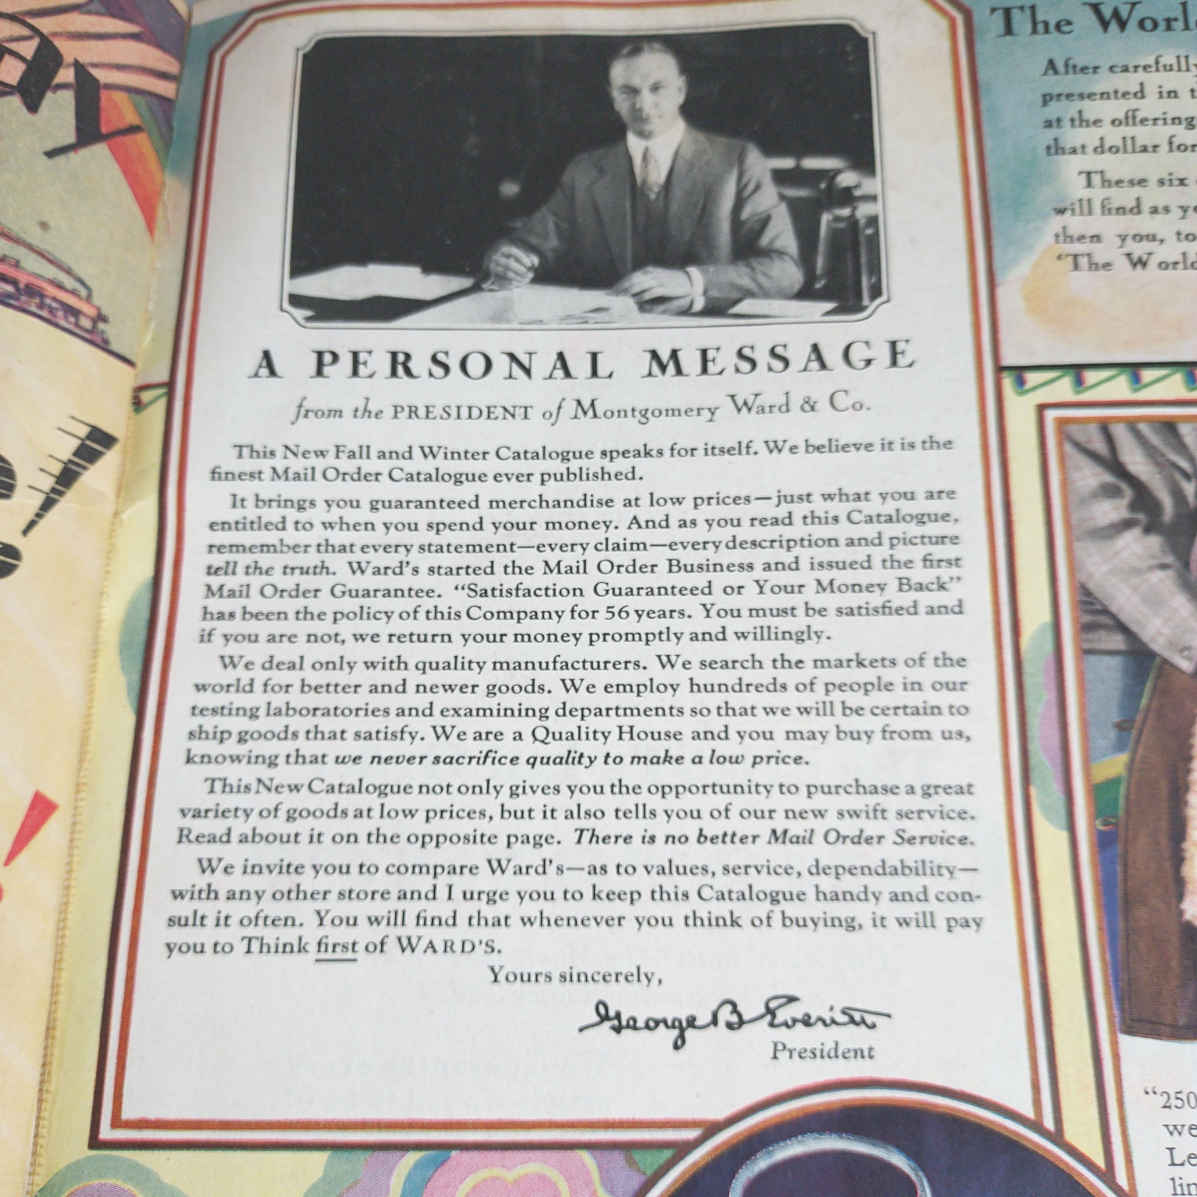 A PERSONAL MESSAGE
from the PRESIDENT of Montgomery Ward & Co.
This New Fall and Winter Catalogue speaks for itself. We believe it is the
finest Mail Order Catalogue ever published.
It brings you guaranteed merchandise at low prices—just what you are
entitled to when you spend your money. And as you read this Catalogue,
remember that every statement—every claim—every description and picture
tell the truth. Ward's started the Mail Order Business and issued the first
Mail Order Guarantee. "Satisfaction Guaranteed or Your Money Back"
has been the policy of this Company for 56 years. You must be satisfied and
if you are not, we return your money promptly and willingly.
We deal only with quality manufacturers. We search the markets of the
world for better and newer goods. We employ hundreds of people in our
testing laboratories and examining departments so that we will be certain to
ship goods that satisfy. We are a Quality House and you may buy from us,
knowing that we never sacrifice quality to make a low price.
This New Catalogue not only gives you the opportunity to purchase a great
variety of goods at low prices, but it also tells you of our new swift service.
Read about it on the opposite page. There is no better Mail Order Service.
We invite you to compare Ward's—as to values, service, dependability—
with any other store and I urge you to keep this Catalogue handy and con-
sult it often. You will find that whenever you think of buying, it will pay
you to Think first of WARD'S.
Yours sincerely,
George B Everitt
President
The
After
presented in
at the offering
that dollar for
These six
will find as
then you, to
'The
"250
we